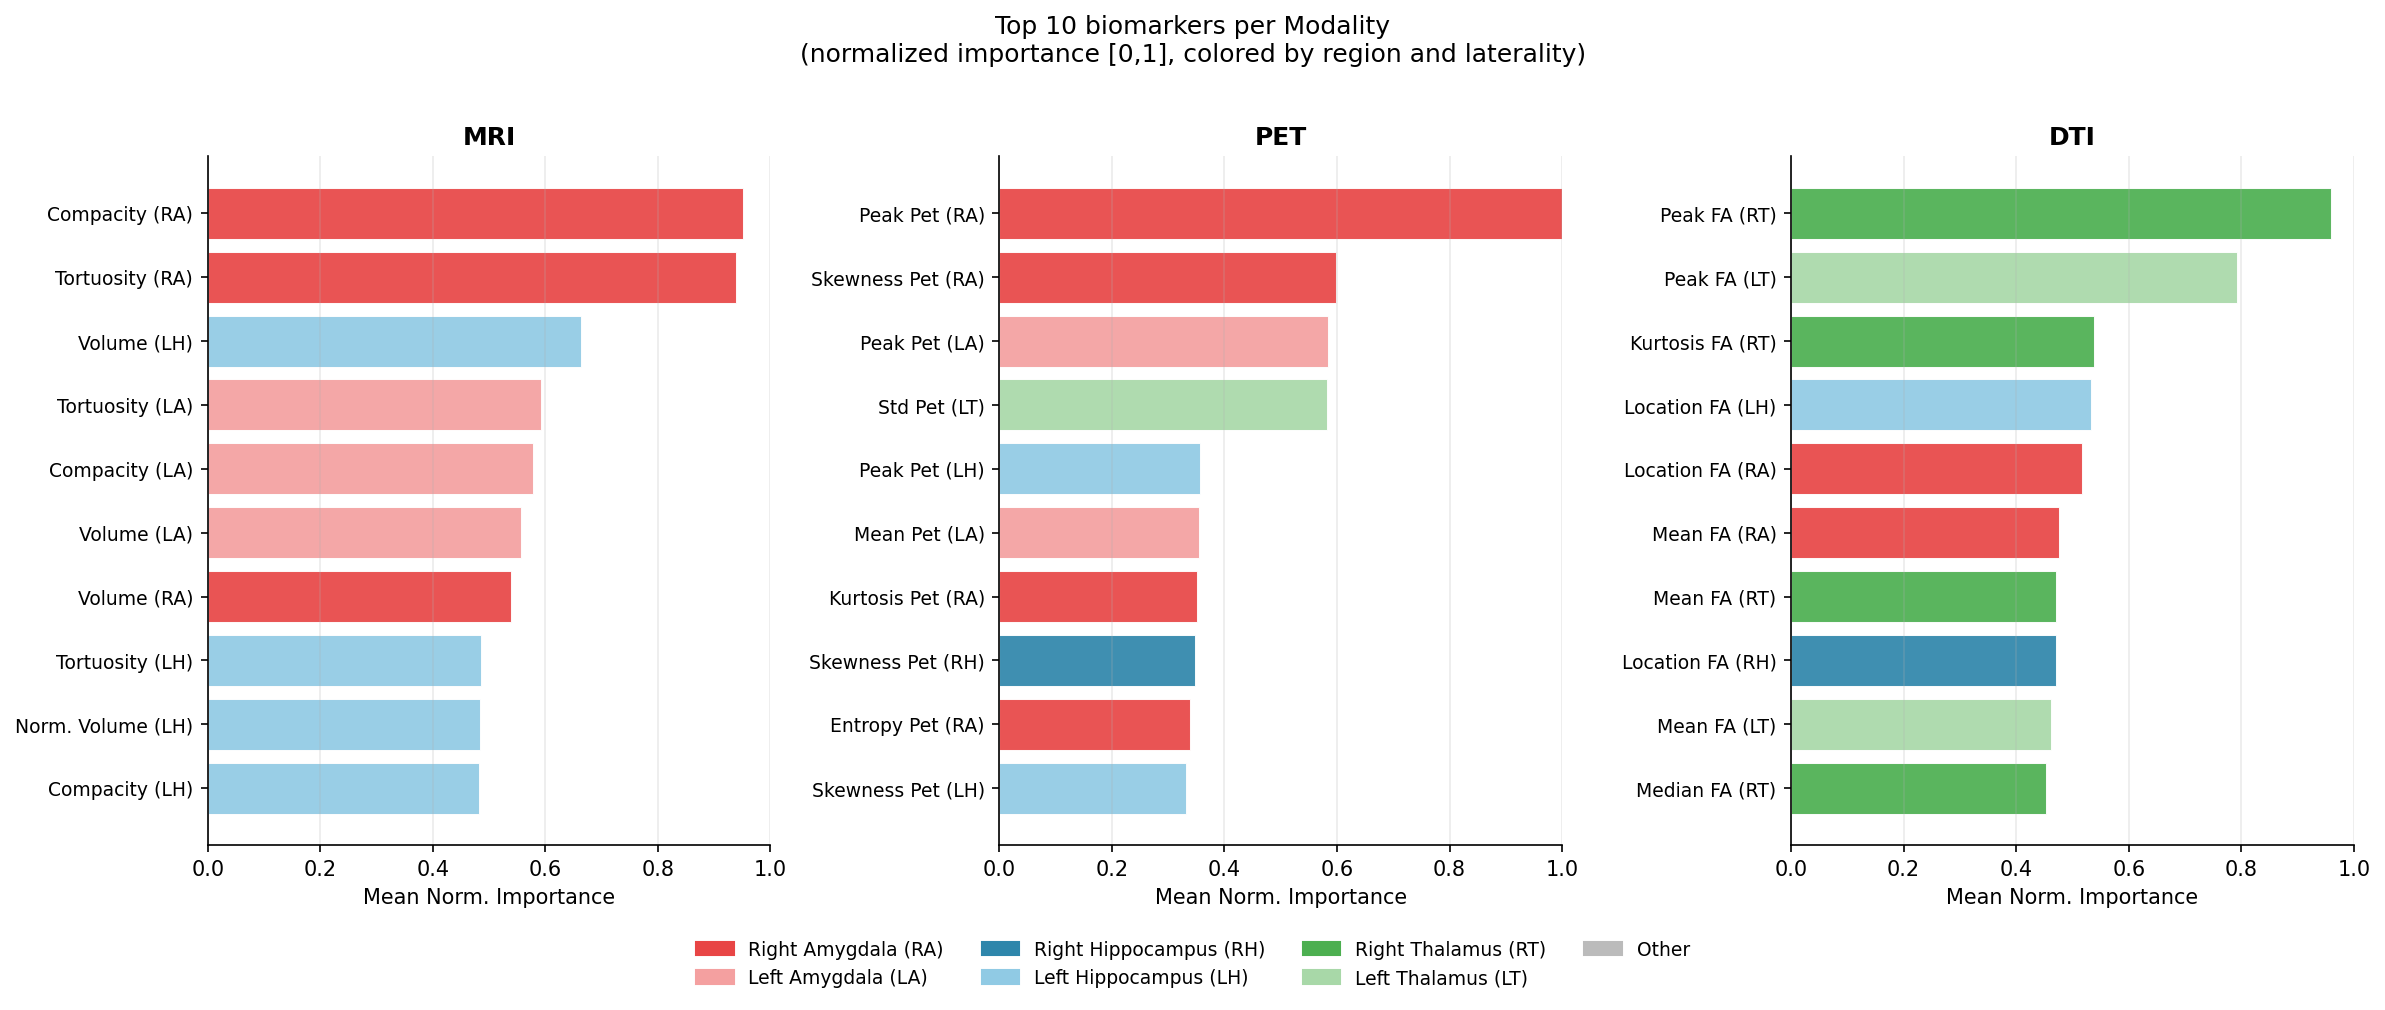 Top 10 biomarkers per Modality
(normalized importance [0,1], colored by region and laterality)
MRI
Compacity (RA)
Tortuosity (RA)
Volume (LH)
Tortuosity (LA)
Compacity (LA)
Volume (LA)
Volume (RA)
Tortuosity (LH)
Norm. Volume (LH)
Compacity (LH)
0.0 0.2 0.4 0.6 0.8 1.0
Mean Norm. Importance
PET
Peak Pet (RA)
Skewness Pet (RA)
Peak Pet (LA)
Std Pet (LT)
Peak Pet (LH)
Mean Pet (LA)
Kurtosis Pet (RA)
Skewness Pet (RH)
Entropy Pet (RA)
Skewness Pet (LH)
0.0 0.2 0.4 0.6 0.8 1.0
Mean Norm. Importance
DTI
Peak FA (RT)
Peak FA (LT)
Kurtosis FA (RT)
Location FA (LH)
Location FA (RA)
Mean FA (RA)
Mean FA (RT)
Location FA (RH)
Mean FA (LT)
Median FA (RT)
0.0 0.2 0.4 0.6 0.8 1.0
Mean Norm. Importance
Right Amygdala (RA) Right Hippocampus (RH) Right Thalamus (RT) Other
Left Amygdala (LA) Left Hippocampus (LH) Left Thalamus (LT)